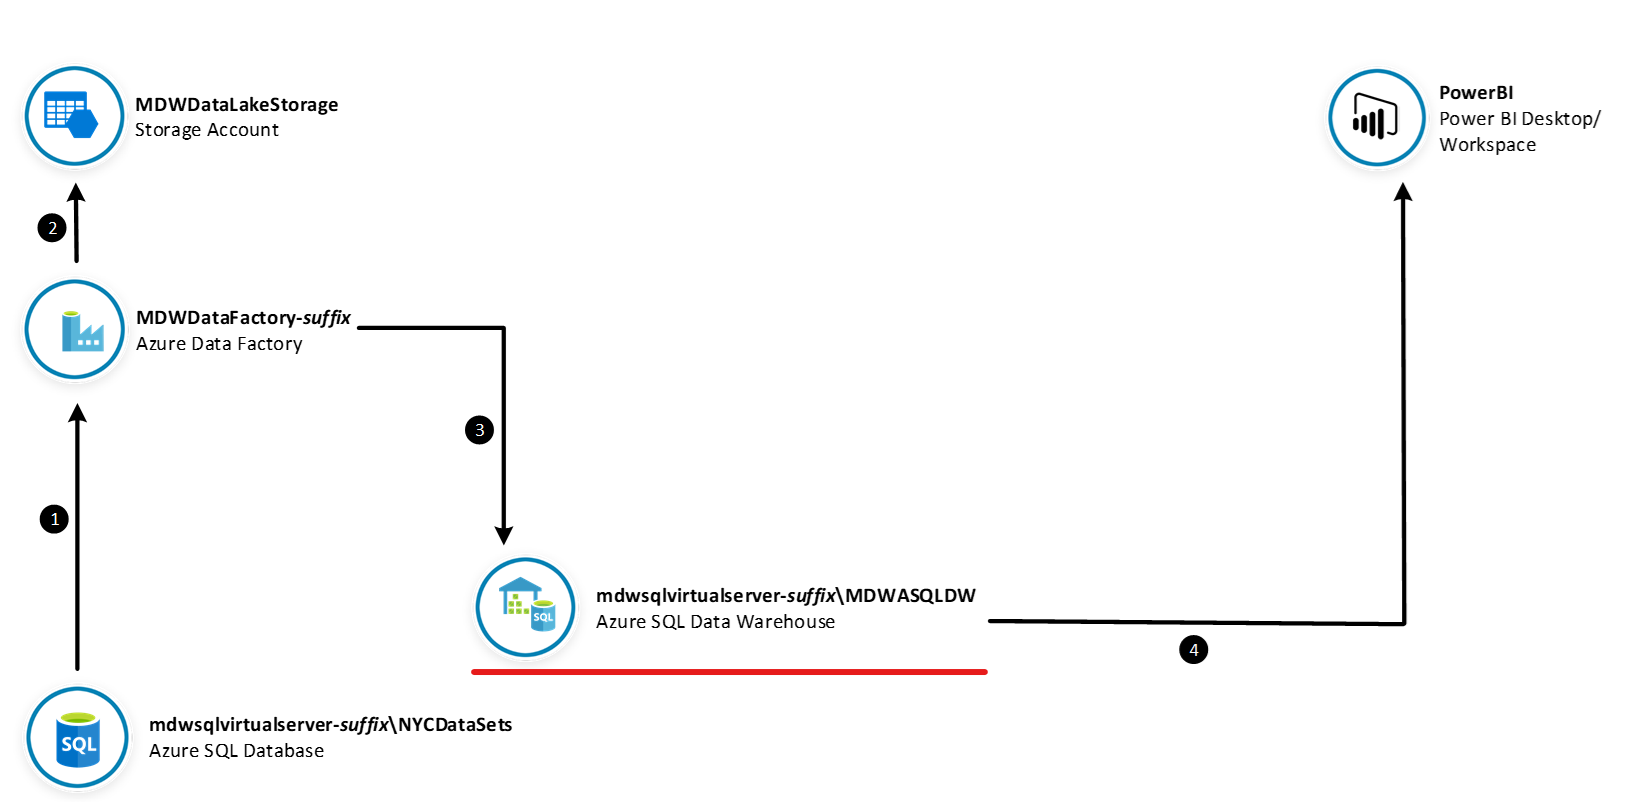 MDWDataLakeStorage
Storage Account
PowerBI
Power BI Desktop/
Workspace
2
MDWDataFactory-suffix
Azure Data Factory
3
1
mdwsqlvirtualserver-suffix\MDWASQLDW
Azure SQL Data Warehouse
SQL
4
mdwsqlvirtualserver-suffix\NYCDataSets
Azure SQL Database
SQL